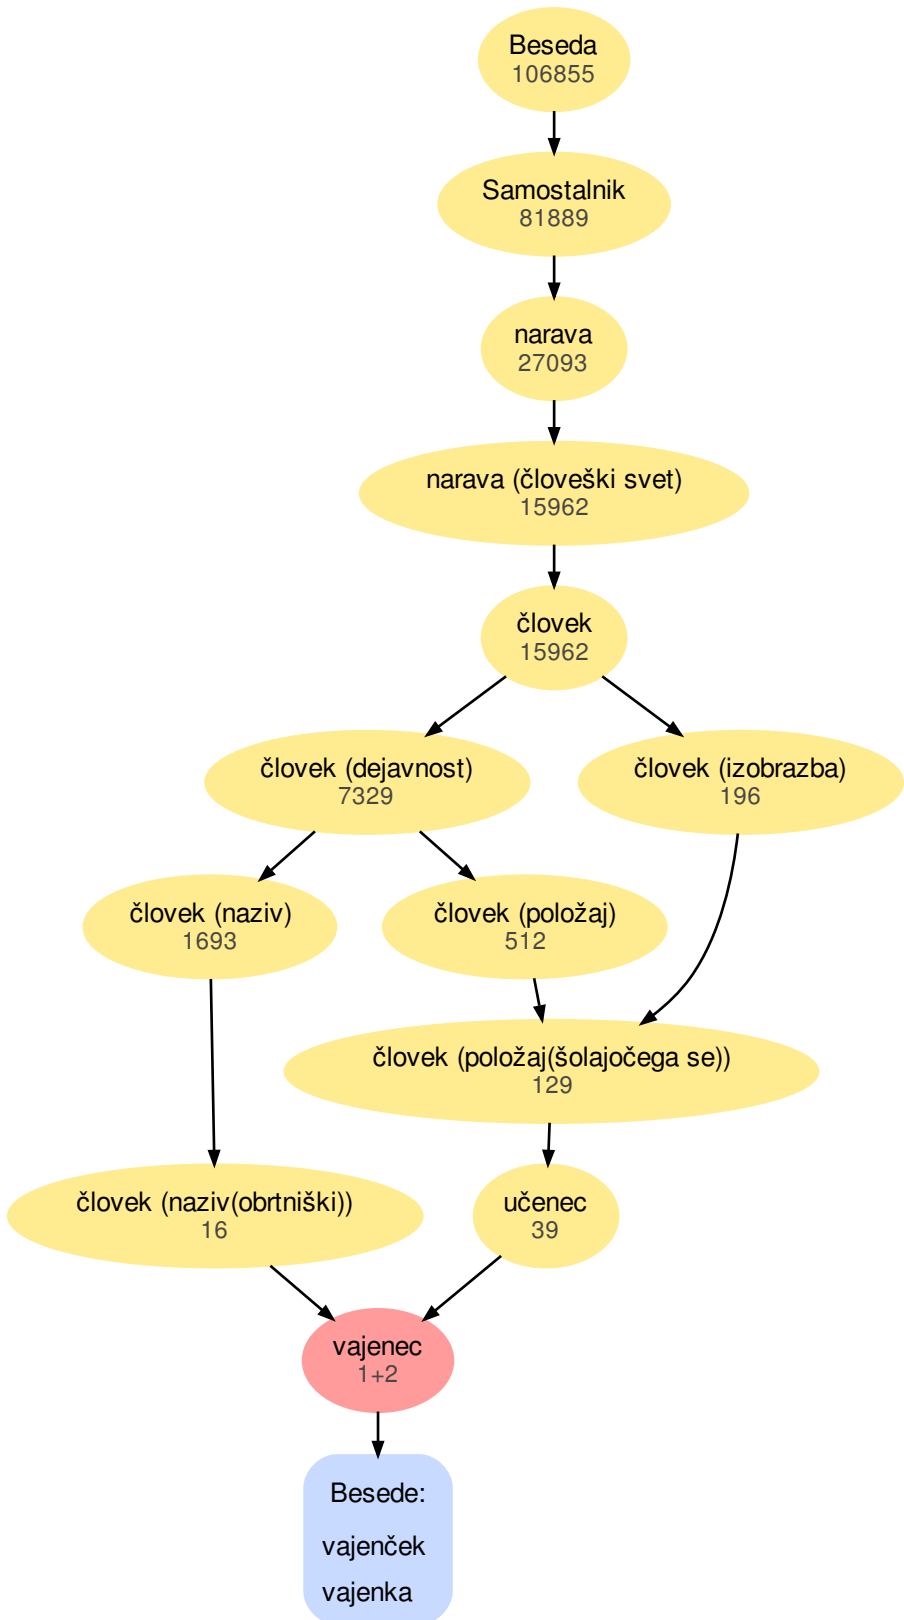 Beseda
106855
Samostalnik
81889
narava
27093
narava (človeški svet)
15962
človek
15962
človek (dejavnost)
7329
človek (izobrazba)
196
človek (naziv)
1693
človek (položaj)
512
človek (položaj(šolajočega se))
129
človek (naziv(obrtniški))
16
učenec
39
vajenec
1+2
Besede:
vajenček
vajenka